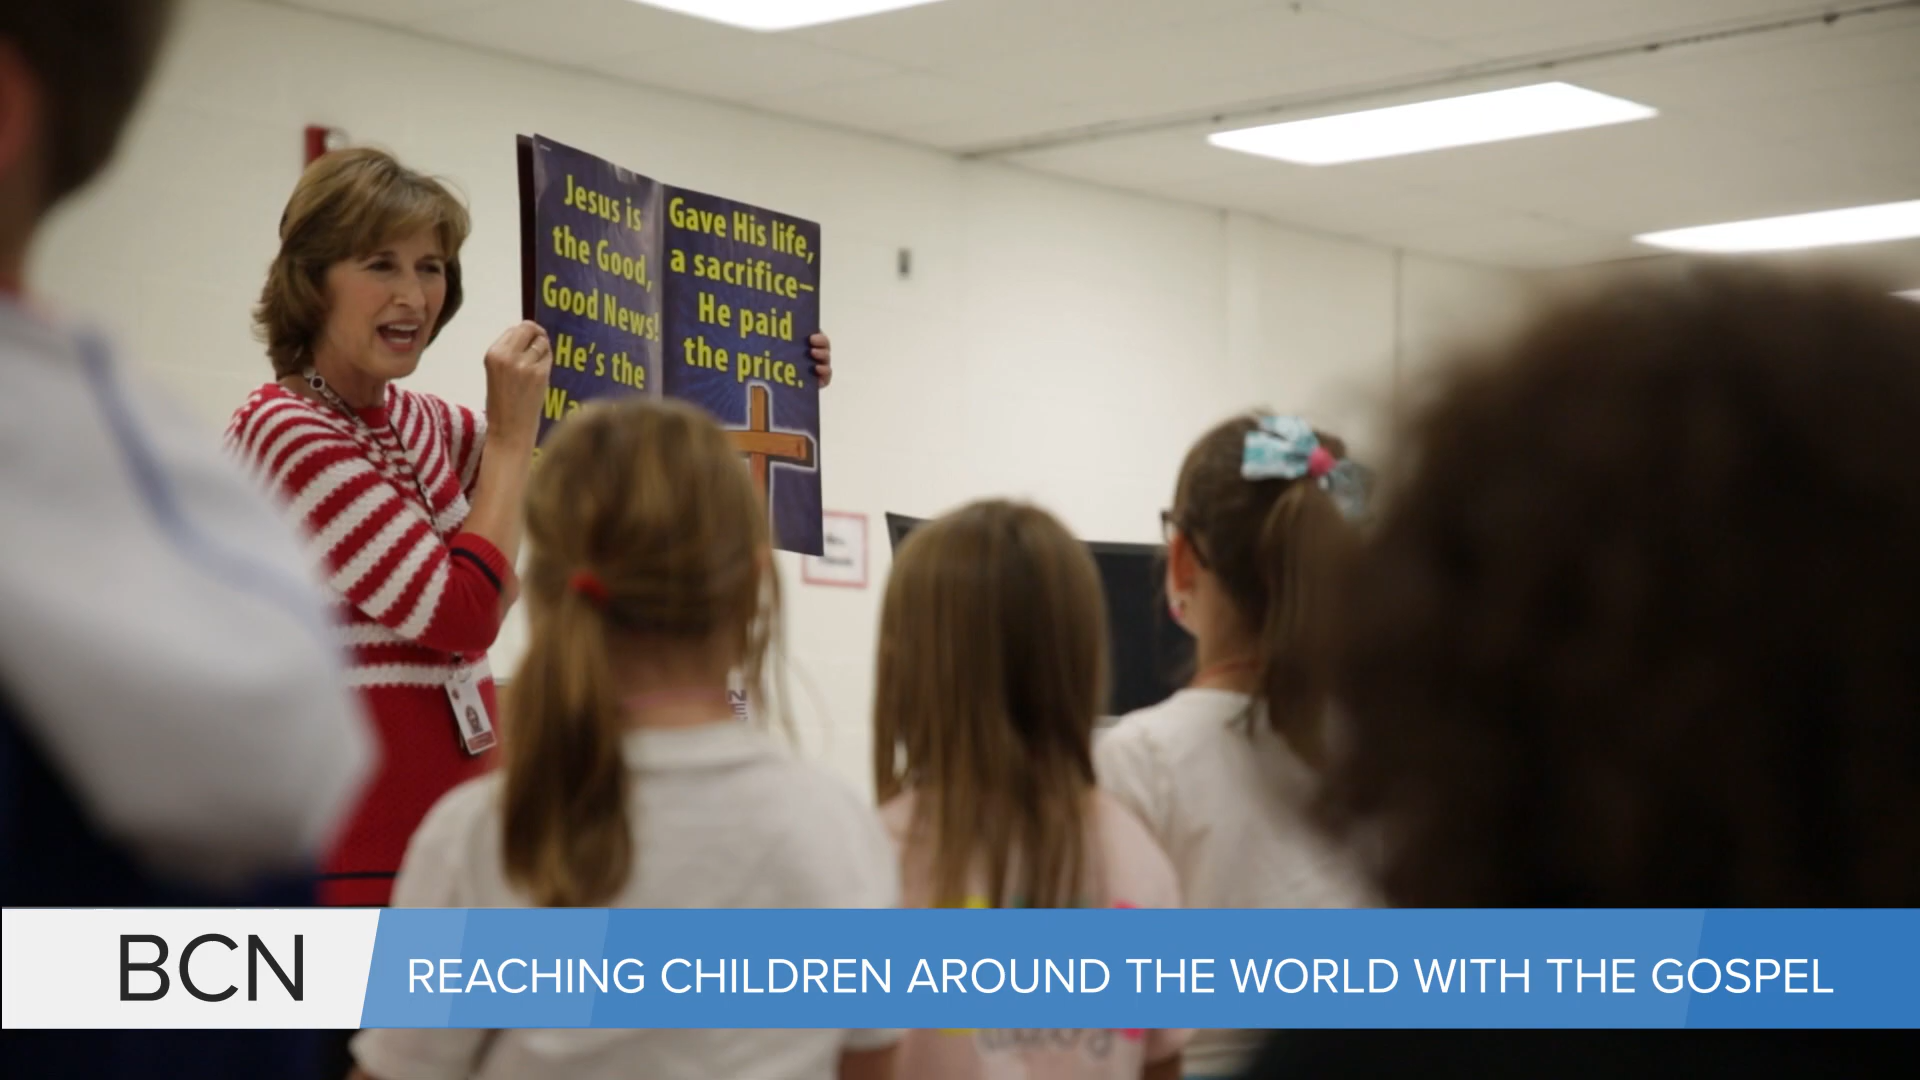 Jesus is
the Good,
Good News!
He's the
Gave His life,
a sacrifice–
He paid
the price.
BCN
REACHING CHILDREN AROUND THE WORLD WITH THE GOSPEL